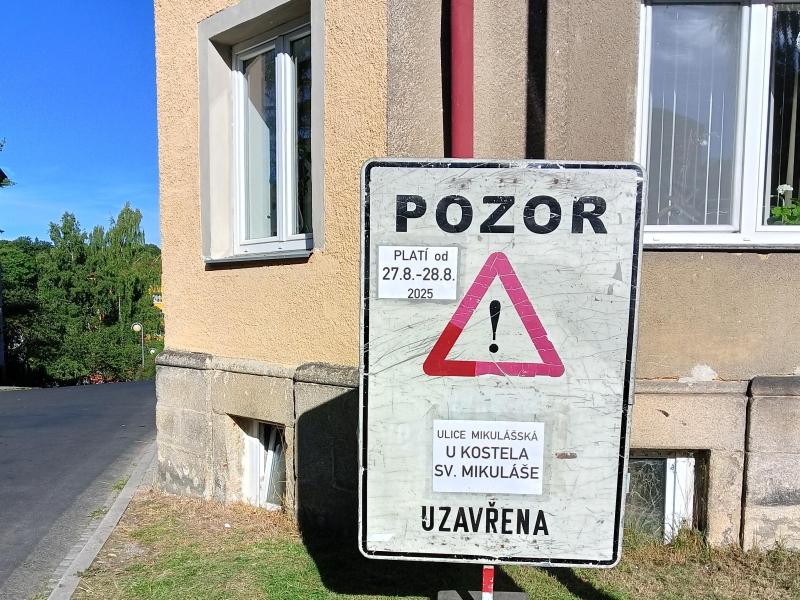 POZOR
PLATÍ od
27.8.-28.8.
2025
!
ULICE MIKULÁŠSKÁ
U KOSTELA
SV. MIKULÁŠE
UZAVŘENA